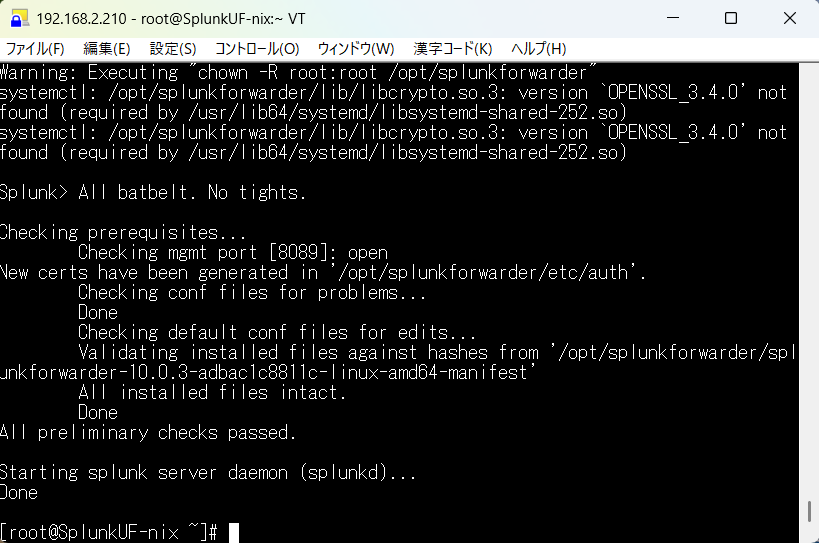 192.168.2.210 - root@SplunkUF-nix:~ VT
ファイル(F) 編集(E) 設定(S) コントロール(O) ウィンドウ(W) 漢字コード(K) ヘルプ(H)
Warning: Executing "chown -R root:root /opt/splunkforwarder"
systemctl: /opt/splunkforwarder/lib/libcrypto.so.3: version `OPENSSL_3.4.0' not
found (required by /usr/lib64/systemd/libsystemd-shared-252.so)
systemctl: /opt/splunkforwarder/lib/libcrypto.so.3: version `OPENSSL_3.4.0' not
found (required by /usr/lib64/systemd/libsystemd-shared-252.so)
Splunk> All batbelt. No tights.
Checking prerequisites...
Checking mgmt port [8089]: open
New certs have been generated in '/opt/splunkforwarder/etc/auth'.
Checking conf files for problems...
Done
Checking default conf files for edits...
Validating installed files against hashes from '/opt/splunkforwarder/spl
unkforwarder-10.0.3-adbac1c8811c-linux-amd64-manifest'
All installed files intact.
Done
All preliminary checks passed.
Starting splunk server daemon (splunkd)...
Done
[root@SplunkUF-nix ~]#